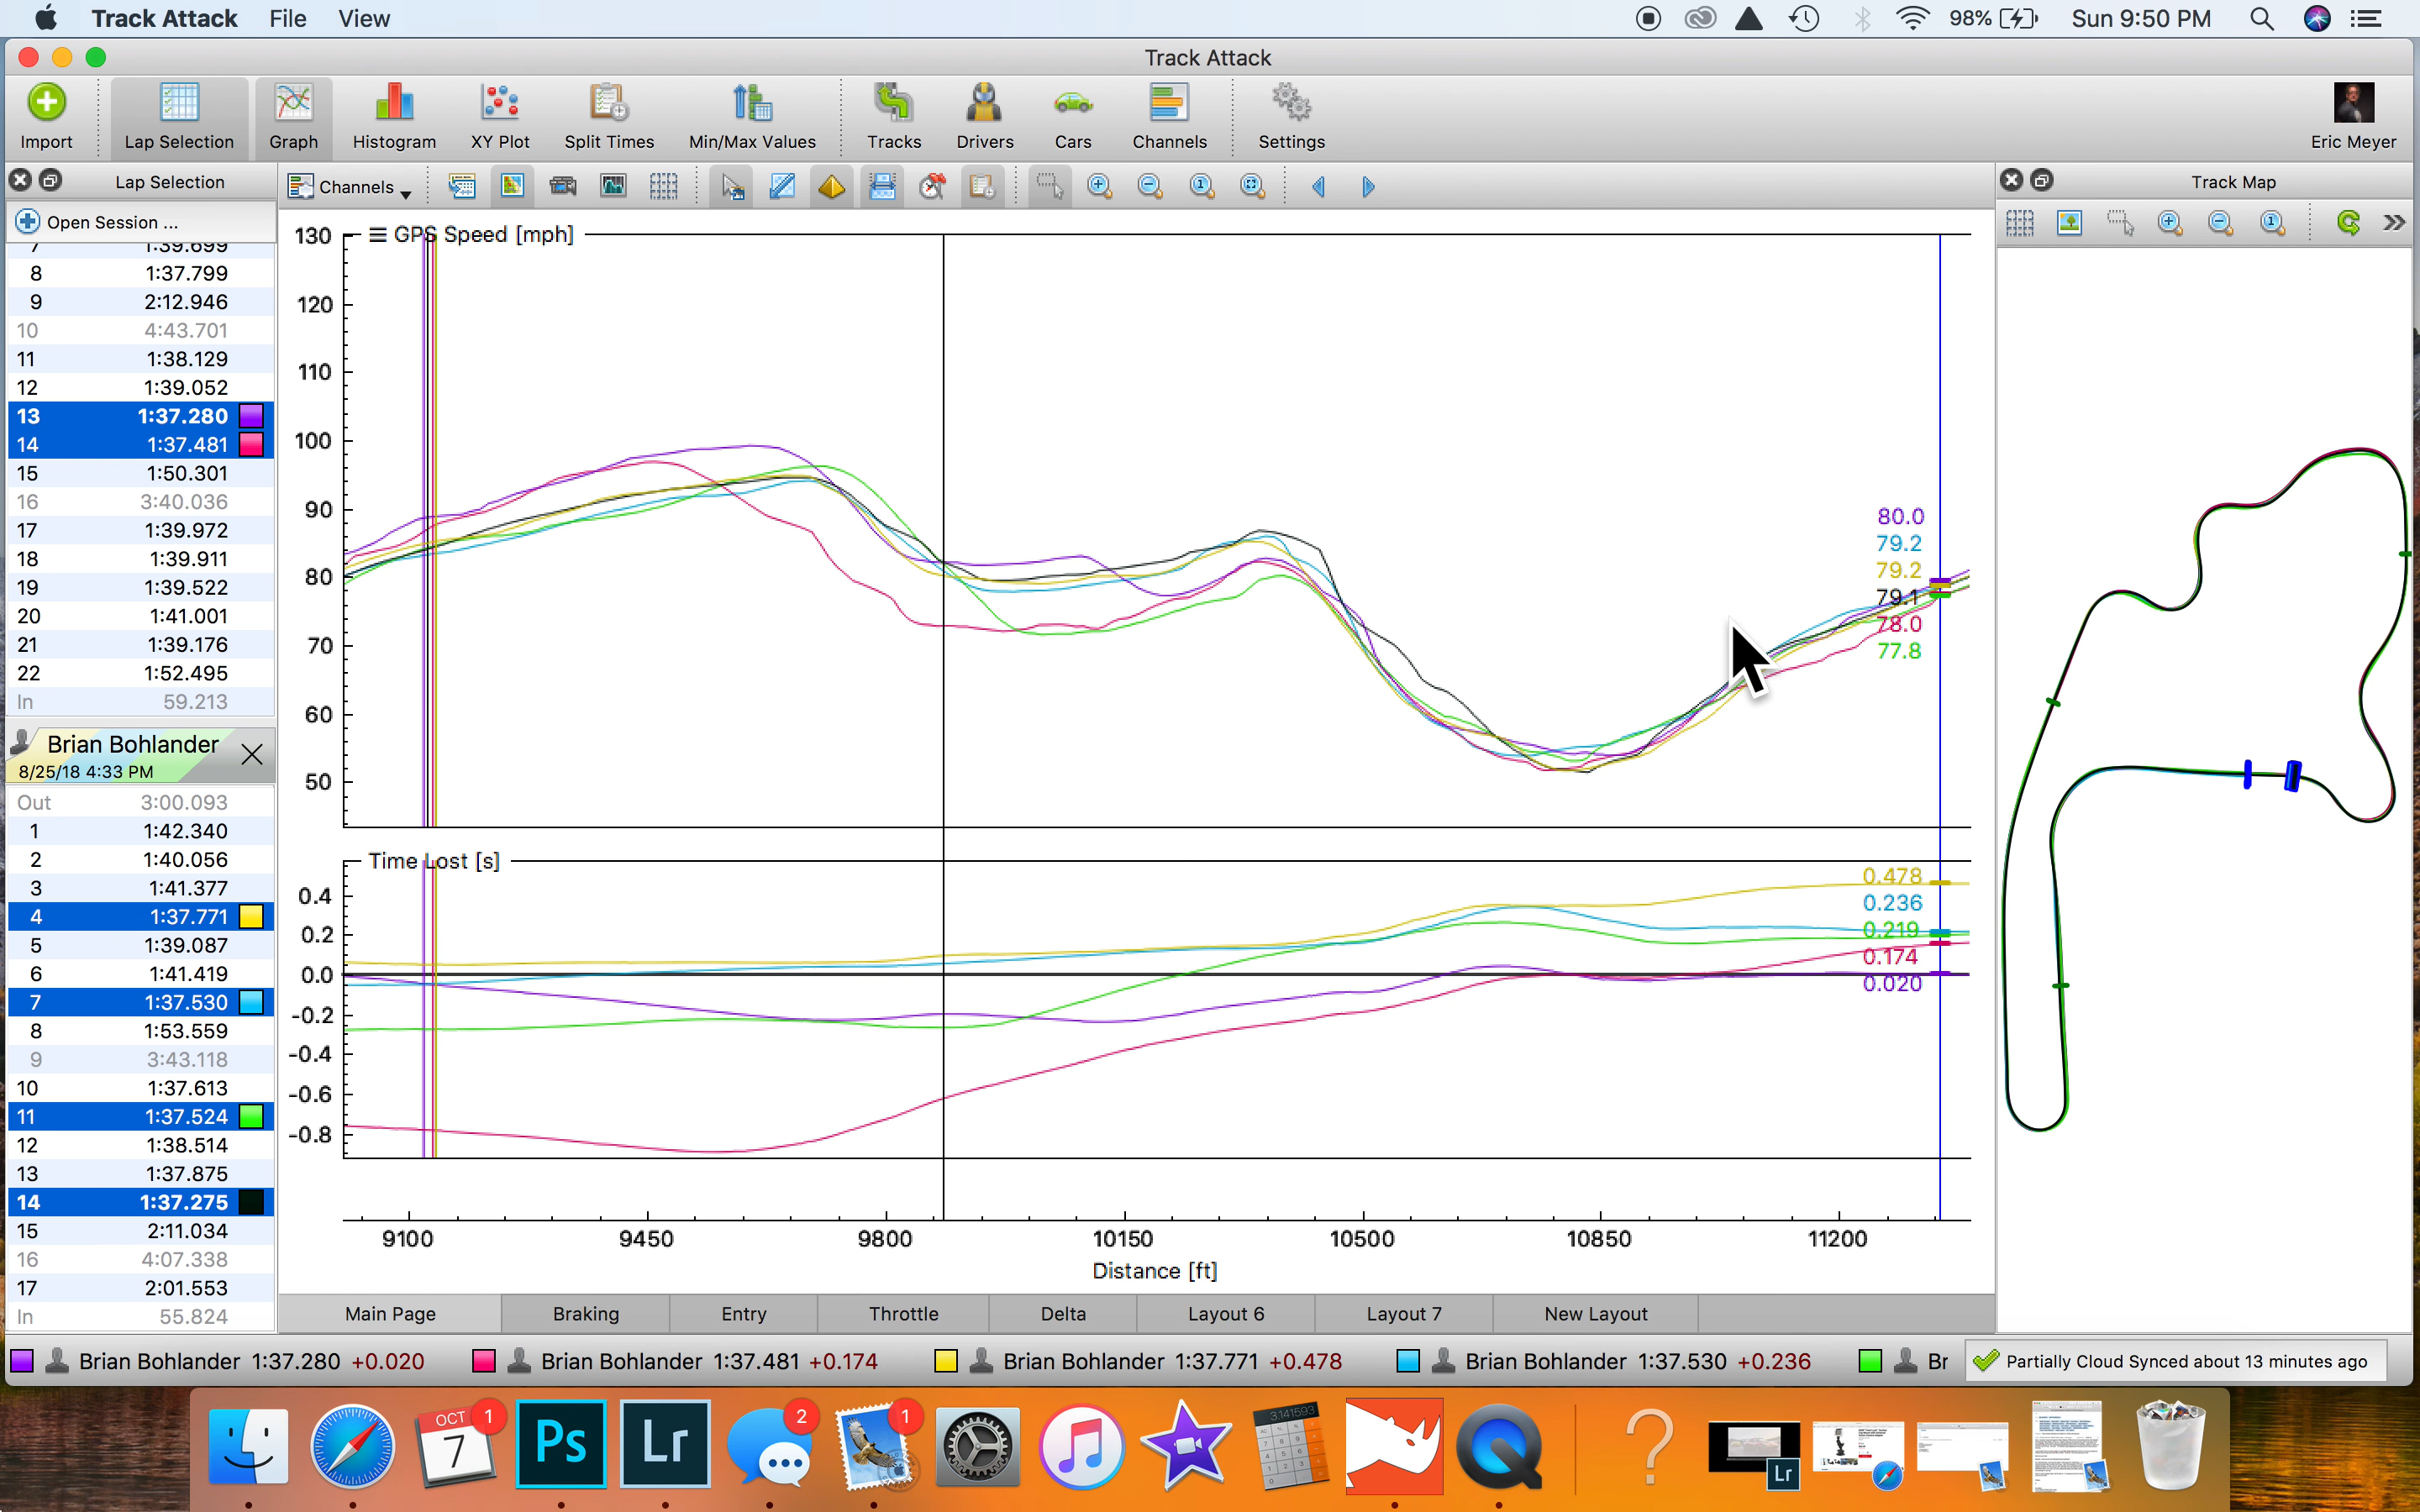 Track Attack File View 98% Sun 9:50 PM
Track Attack
Import Lap Selection Graph Histogram XY Plot Split Times Min/Max Values Tracks Drivers Cars Channels Settings Eric Meyer
Lap Selection
Channels
Track Map
Open Session ...
7 1:39.699
8 1:37.799
9 2:12.946
10 4:43.701
11 1:38.129
12 1:39.052
13 1:37.280
14 1:37.481
15 1:50.301
16 3:40.036
17 1:39.972
18 1:39.911
19 1:39.522
20 1:41.001
21 1:39.176
22 1:52.495
In 59.213
Brian Bohlander
8/25/18 4:33 PM
Out 3:00.093
1 1:42.340
2 1:40.056
3 1:41.377
4 1:37.771
5 1:39.087
6 1:41.419
7 1:37.530
8 1:53.559
9 3:43.118
10 1:37.613
11 1:37.524
12 1:38.514
13 1:37.875
14 1:37.275
15 2:11.034
16 4:07.338
17 2:01.553
In 55.824
GPS Speed [mph]
130
120
110
100
90
80
70
60
50
80.0
79.2
79.2
79.1
78.0
77.8
Time Lost [s]
0.4
0.2
0.0
-0.2
-0.4
-0.6
-0.8
0.478
0.236
0.219
0.174
0.020
9100 9450 9800 10150 10500 10850 11200
Distance [ft]
Main Page Braking Entry Throttle Delta Layout 6 Layout 7 New Layout
Brian Bohlander 1:37.280 +0.020 Brian Bohlander 1:37.481 +0.174 Brian Bohlander 1:37.771 +0.478 Brian Bohlander 1:37.530 +0.236 Br Partially Cloud Synced about 13 minutes ago
OCT 1
7
Ps
Lr
2
1
3.141593
?
Lr